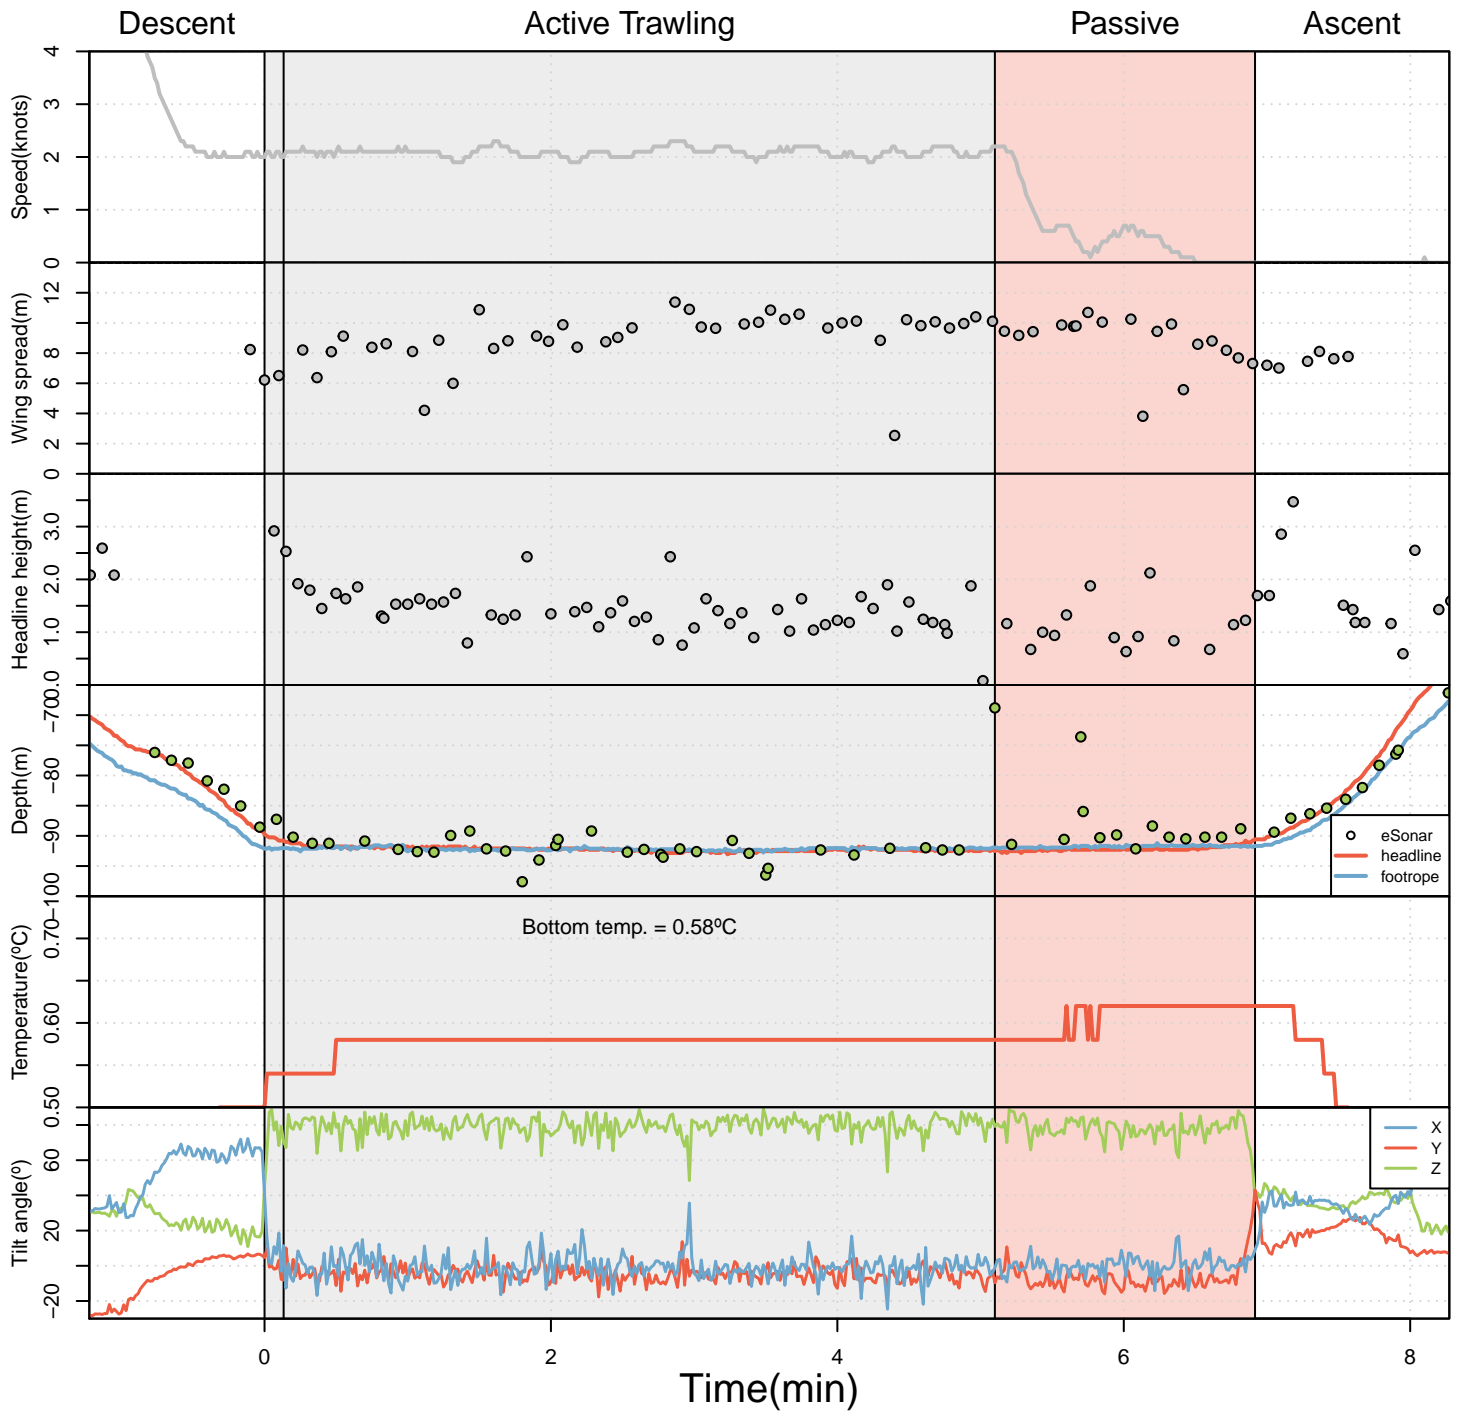 Descent Active Trawling Passive Ascent
Speed(knots)
4
3
2
1
0
Wing spread(m)
12
8
6
4
2
0
Headline height(m)
3.0
2.0
1.0
0.0
Depth(m)
−70
−80
−90
−100
eSonar
headline
footrope
Temperature(ºC)
0.70
0.60
0.50
Bottom temp. = 0.58ºC
Tilt angle(º)
60
20
−20
X
Y
Z
0 2 4 6 8
Time(min)